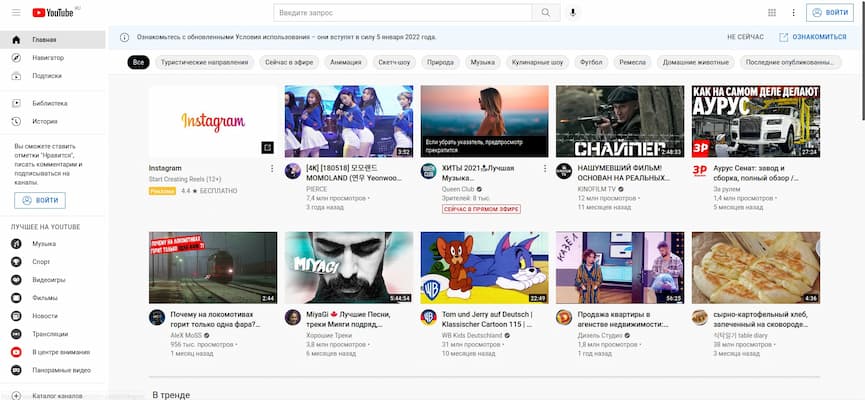 YouTube RU
Введите запрос
ВОЙТИ
Главная
Навигатор
Подписки
Библиотека
История
Вы сможете ставить
отметки "Нравится",
писать комментарии и
подписываться на
каналы.
ВОЙТИ
ЛУЧШЕЕ НА YOUTUBE
Музыка
Спорт
Видеоигры
Фильмы
Новости
Трансляции
В центре внимания
Панорамные видео
Каталог каналов
Ознакомьтесь с обновленными Условия использования – они вступят в силу 5 января 2022 года.
НЕ СЕЙЧАС
ОЗНАКОМИТЬСЯ
Все
Туристические направления
Сейчас в эфире
Анимация
Скетч-шоу
Природа
Музыка
Кулинарные шоу
Футбол
Ремесла
Домашние животные
Последние опубликованны...
Instagram
Instagram
Start Creating Reels (12+)
Реклама 4.4 ★ БЕСПЛАТНО
3:52
[4K] [180518] 모모랜드
MOMOLAND (연우 Yeonwoo...
PIERCE
7,4 млн просмотров •
3 года назад
Если убрать указатель, предпросмотр
прекратится
ХИТЫ 2021🎵Лучшая
Музыка...
Queen Club
Зрителей: 8 тыс.
СЕЙЧАС В ПРЯМОМ ЭФИРЕ
СНАЙПЕР
2:48:33
НАШУМЕВШИЙ ФИЛЬМ!
ОСНОВАН НА РЕАЛЬНЫХ...
KINOFILM TV
12 млн просмотров •
11 месяцев назад
КАК НА САМОМ ДЕЛЕ ДЕЛАЮТ
АУРУС
27:24
Аурус Сенат: завод и
сборка, полный обзор /...
За рулем
1,4 млн просмотров •
5 месяцев назад
ПОЧЕМУ НА ЛОКОМОТИВАХ
ГОРИТ ТОЛЬКО
2:44
Почему на локомотивах
горит только одна фара?...
AleX MoSS
956 тыс. просмотров •
1 месяц назад
MIYAGI
5:44:54
MiyaGi 🍁 Лучшие Песни,
треки Мияги подряд,...
Хорошие Треки
3,8 млн просмотров •
6 месяцев назад
WB
22:49
Tom und Jerry auf Deutsch |
Klassischer Cartoon 115 | ...
WB Kids Deutschland
31 млн просмотров •
10 месяцев назад
КАЗЁЛ
56:25
Продажа квартиры в
агенстве недвижимости:...
Дизель Студио
1,8 млн просмотров •
1 год назад
4:36
сырно-картофельный хлеб,
запеченный на сковороде...
식탁일기 table diary
38 млн просмотров •
3 месяца назад
В тренде